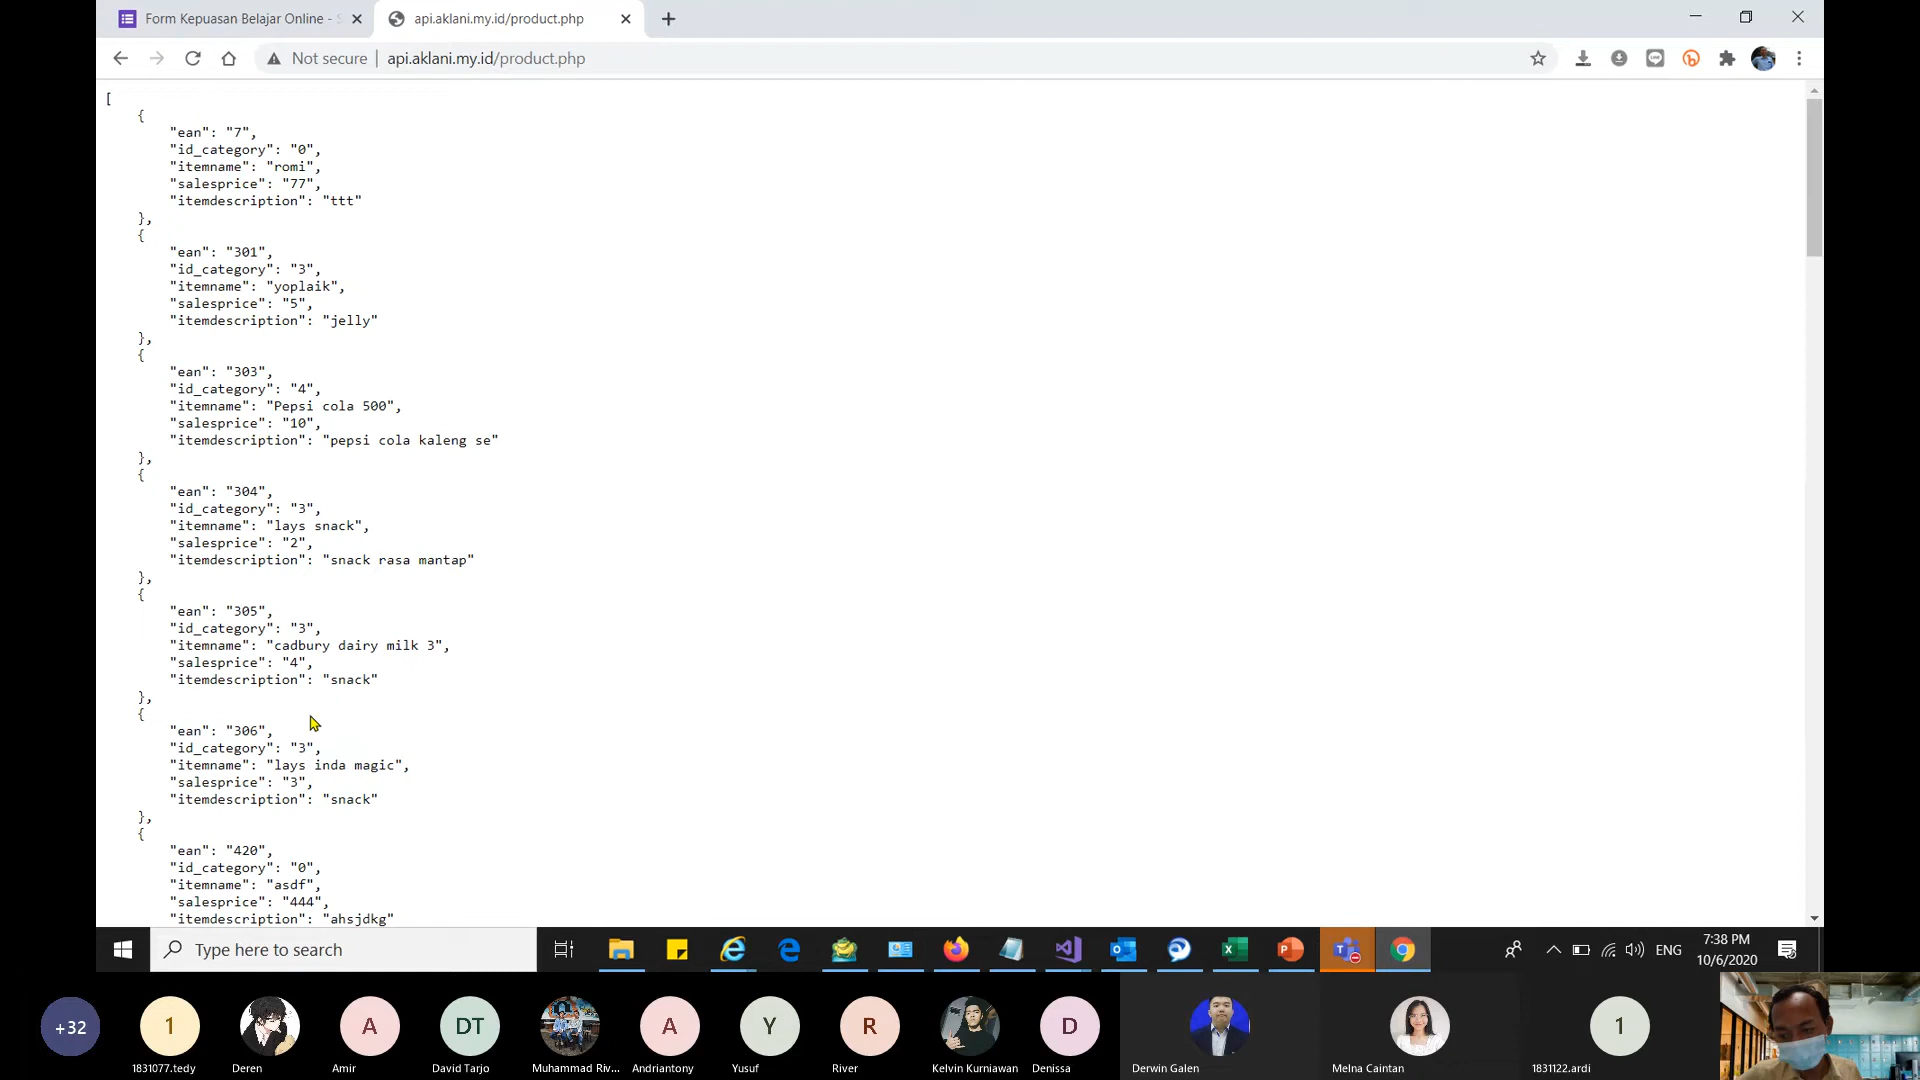 Form Kepuasan Belajar Online - S
api.aklani.my.id/product.php
Not secure | api.aklani.my.id/product.php
[
{
"ean": "7",
"id_category": "0",
"itemname": "romi",
"salesprice": "77",
"itemdescription": "ttt"
},
{
"ean": "301",
"id_category": "3",
"itemname": "yoplaik",
"salesprice": "5",
"itemdescription": "jelly"
},
{
"ean": "303",
"id_category": "4",
"itemname": "Pepsi cola 500",
"salesprice": "10",
"itemdescription": "pepsi cola kaleng se"
},
{
"ean": "304",
"id_category": "3",
"itemname": "lays snack",
"salesprice": "2",
"itemdescription": "snack rasa mantap"
},
{
"ean": "305",
"id_category": "3",
"itemname": "cadbury dairy milk 3",
"salesprice": "4",
"itemdescription": "snack"
},
{
"ean": "306",
"id_category": "3",
"itemname": "lays inda magic",
"salesprice": "3",
"itemdescription": "snack"
},
{
"ean": "420",
"id_category": "0",
"itemname": "asdf",
"salesprice": "444",
"itemdescription": "ahsjdkg"
Type here to search
ENG
7:38 PM
10/6/2020
+32
1
A
DT
A
Y
R
D
1
1831077.tedy
Deren
Amir
David Tarjo
Muhammad Riv...
Andriantony
Yusuf
River
Kelvin Kurniawan
Denissa
Derwin Galen
Melna Caintan
1831122.ardi